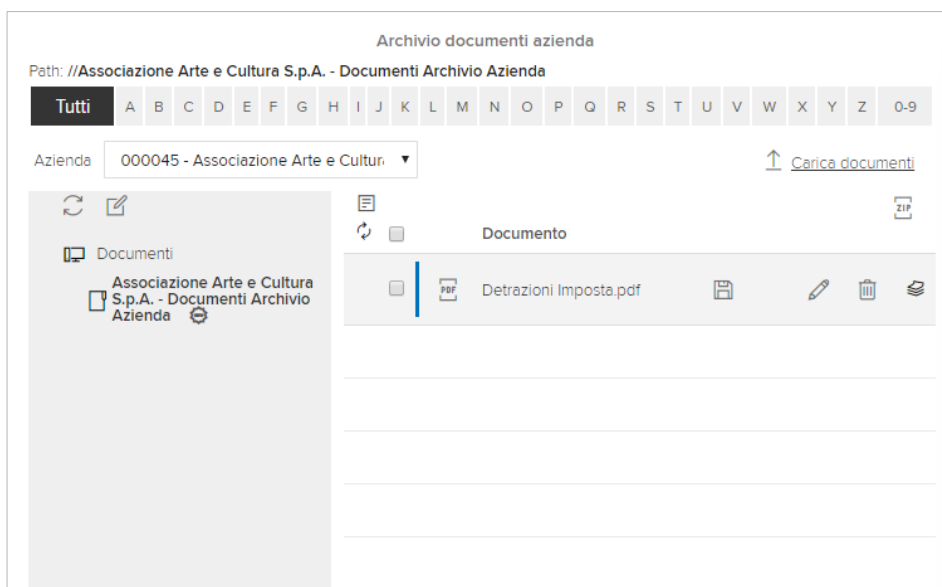 Archivio documenti azienda
Path: //Associazione Arte e Cultura S.p.A. - Documenti Archivio Azienda
Tutti A B C D E F G H I J K L M N O P Q R S T U V W X Y Z 0-9
Azienda 000045 - Associazione Arte e Cultur Carica documenti
ZIP
Documento
Documenti
Associazione Arte e Cultura
S.p.A. - Documenti Archivio
Azienda
PDF Detrazioni Imposta.pdf